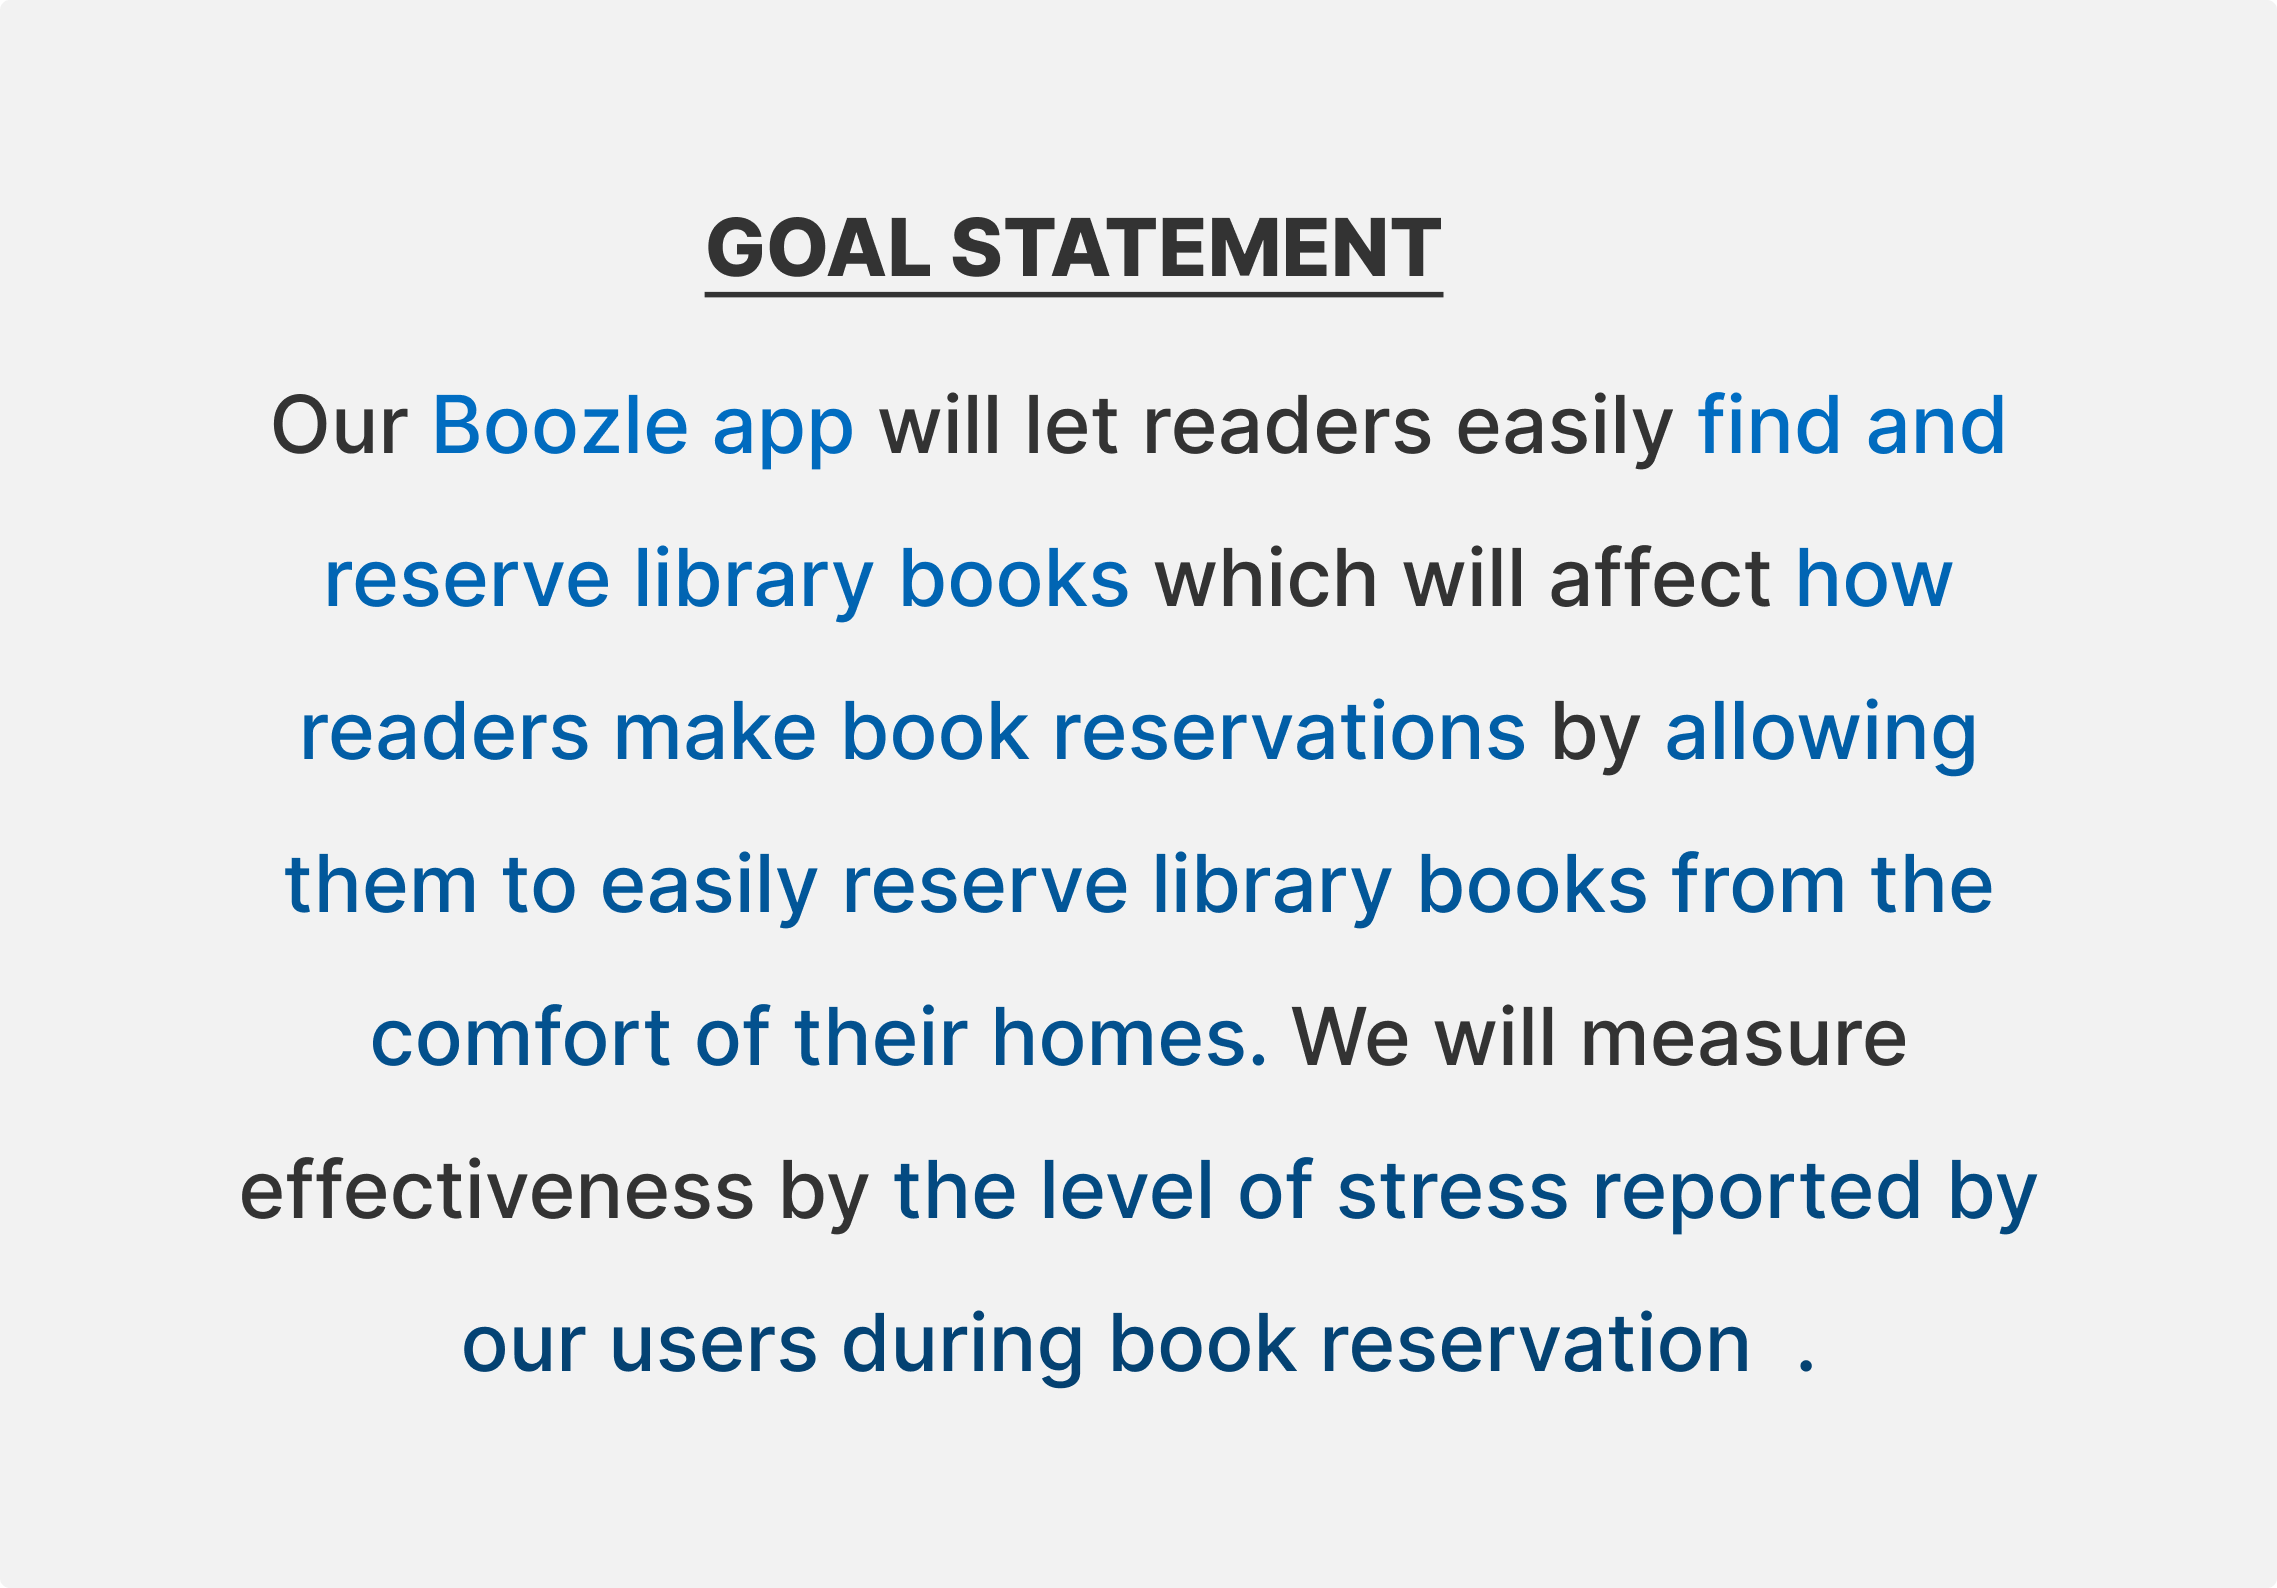 GOAL STATEMENT
Our Boozle app will let readers easily find and
reserve library books which will affect how
readers make book reservations by allowing
them to easily reserve library books from the
comfort of their homes. We will measure
effectiveness by the level of stress reported by
our users during book reservation  .